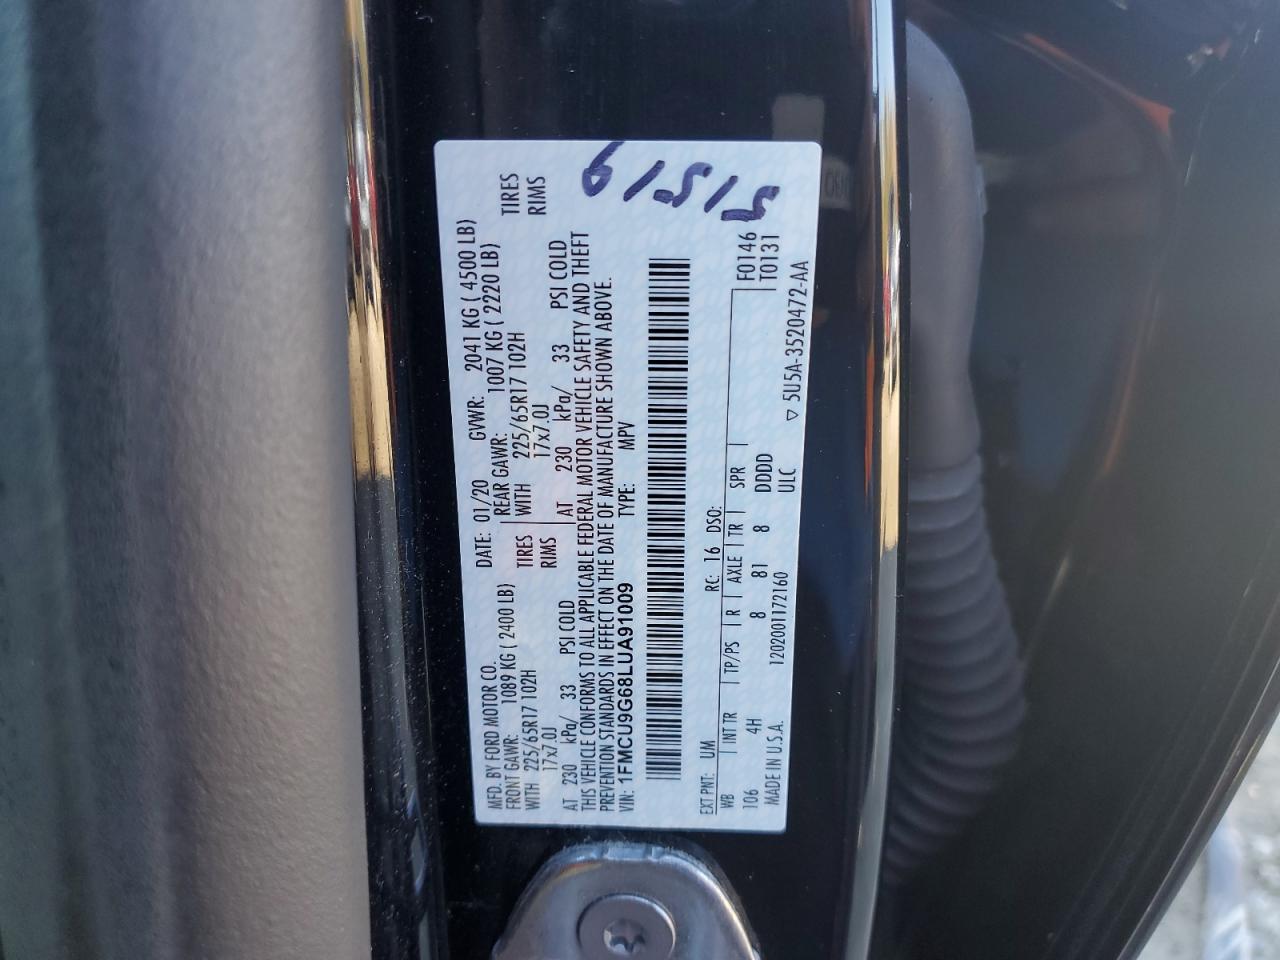 MFD. BY FORD MOTOR CO.
DATE: 01/20 GVWR: 2041 KG ( 4500 LB)
FRONT GAWR: 1089 KG ( 2400 LB)
REAR GAWR: 1007 KG ( 2220 LB)
WITH 225/65R17 102H TIRES
WITH 225/65R17 102H TIRES
17x7.0J RIMS
17x7.0J RIMS
AT 230 kPa/ 33 PSI COLD
AT 230 kPa/ 33 PSI COLD
THIS VEHICLE CONFORMS TO ALL APPLICABLE FEDERAL MOTOR VEHICLE SAFETY AND THEFT
PREVENTION STANDARDS IN EFFECT ON THE DATE OF MANUFACTURE SHOWN ABOVE.
VIN: 1FMCU9G68LUA91009 TYPE: MPV
EXT PNT: UM RC: 16 DSO:
WB INT TR TP/PS R AXLE TR SPR
F0146
T0131
106 4H 8 81 8 DDDD
MADE IN U.S.A. 1202001172160 ULC
▽ 5U5A-3520472-AA